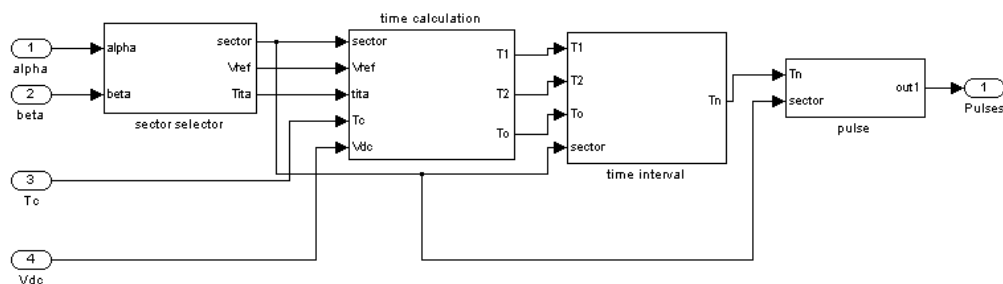 time calculation
1
alpha
2
beta
3
Tc
4
Vdc
alpha
beta
sector
Vref
Tita
sector selector
sector
Vref
tita
Tc
Vdc
T1
T2
To
T1
T2
To
sector
Tn
time interval
Tn
sector
out1
pulse
1
Pulses